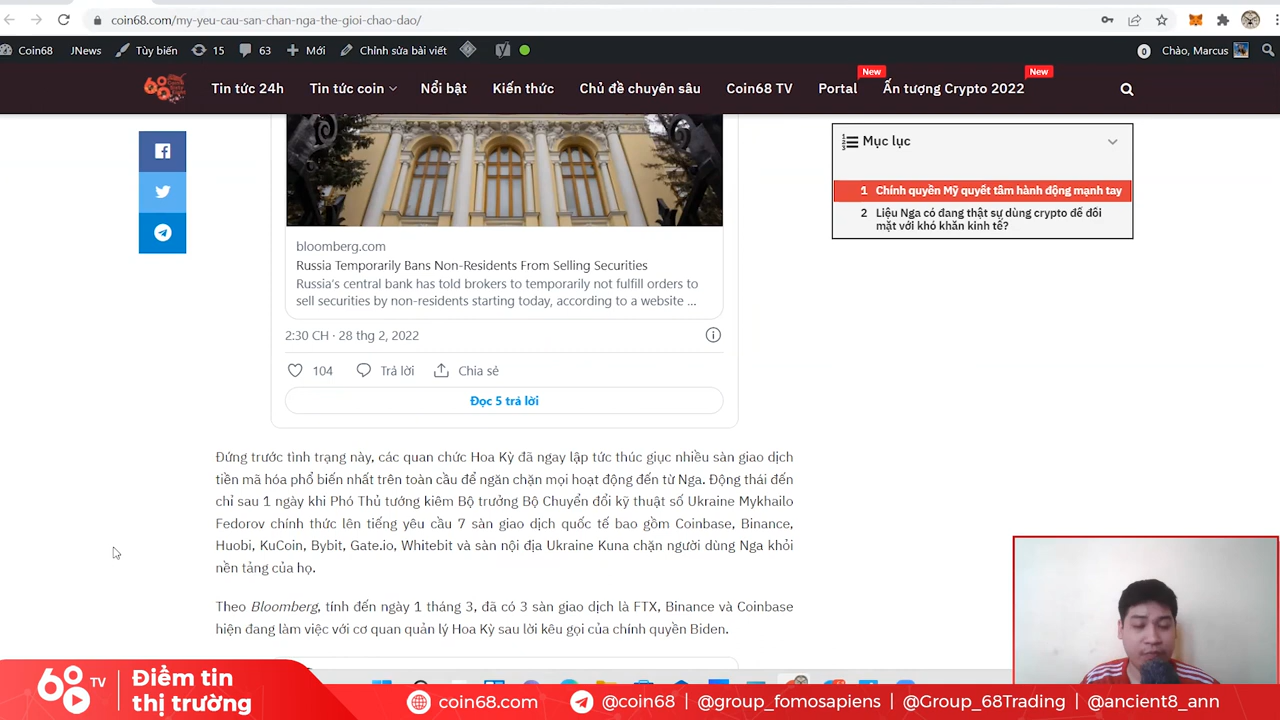 coin68.com/my-yeu-cau-san-chan-nga-the-gioi-chao-dao/
Coin68 JNews Tùy biến 15 63 Mới Chỉnh sửa bài viết 0 Chào, Marcus
68 Tin tức 24h Tin tức coin Nổi bật Kiến thức Chủ đề chuyên sâu Coin68 TV Portal New Ấn tượng Crypto 2022 New
Mục lục
1 Chính quyền Mỹ quyết tâm hành động mạnh tay
2 Liệu Nga có đang thật sự dùng crypto để đối
mặt với khó khăn kinh tế?
bloomberg.com
Russia Temporarily Bans Non-Residents From Selling Securities
Russia's central bank has told brokers to temporarily not fulfill orders to
sell securities by non-residents starting today, according to a website ...
2:30 CH · 28 thg 2, 2022
104 Trả lời Chia sẻ
Đọc 5 trả lời
Đứng trước tình trạng này, các quan chức Hoa Kỳ đã ngay lập tức thúc giục nhiều sàn giao dịch
tiền mã hóa phổ biến nhất trên toàn cầu để ngăn chặn mọi hoạt động đến từ Nga. Động thái đến
chỉ sau 1 ngày khi Phó Thủ tướng kiêm Bộ trưởng Bộ Chuyển đổi kỹ thuật số Ukraine Mykhailo
Fedorov chính thức lên tiếng yêu cầu 7 sàn giao dịch quốc tế bao gồm Coinbase, Binance,
Huobi, KuCoin, Bybit, Gate.io, Whitebit và sàn nội địa Ukraine Kuna chặn người dùng Nga khỏi
nền tảng của họ.
Theo Bloomberg, tính đến ngày 1 tháng 3, đã có 3 sàn giao dịch là FTX, Binance và Coinbase
hiện đang làm việc với cơ quan quản lý Hoa Kỳ sau lời kêu gọi của chính quyền Biden.
68 TV Điểm tin
thị trường
coin68.com @coin68 | @group_fomosapiens | @Group_68Trading | @ancient8_ann